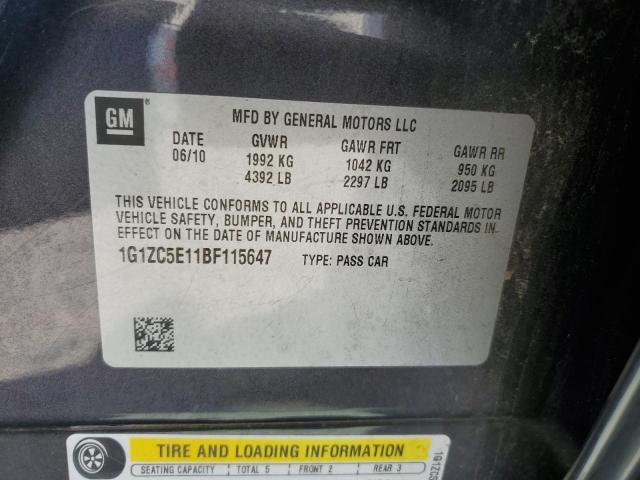 GM
MFD BY GENERAL MOTORS LLC
DATE GVWR GAWR FRT GAWR RR
06/10 1992 KG 1042 KG 950 KG
4392 LB 2297 LB 2095 LB
THIS VEHICLE CONFORMS TO ALL APPLICABLE U.S. FEDERAL MOTOR
VEHICLE SAFETY, BUMPER, AND THEFT PREVENTION STANDARDS IN
EFFECT ON THE DATE OF MANUFACTURE SHOWN ABOVE.
1G1ZC5E11BF115647 TYPE: PASS CAR
TIRE AND LOADING INFORMATION
SEATING CAPACITY TOTAL 5 FRONT 2 REAR 3